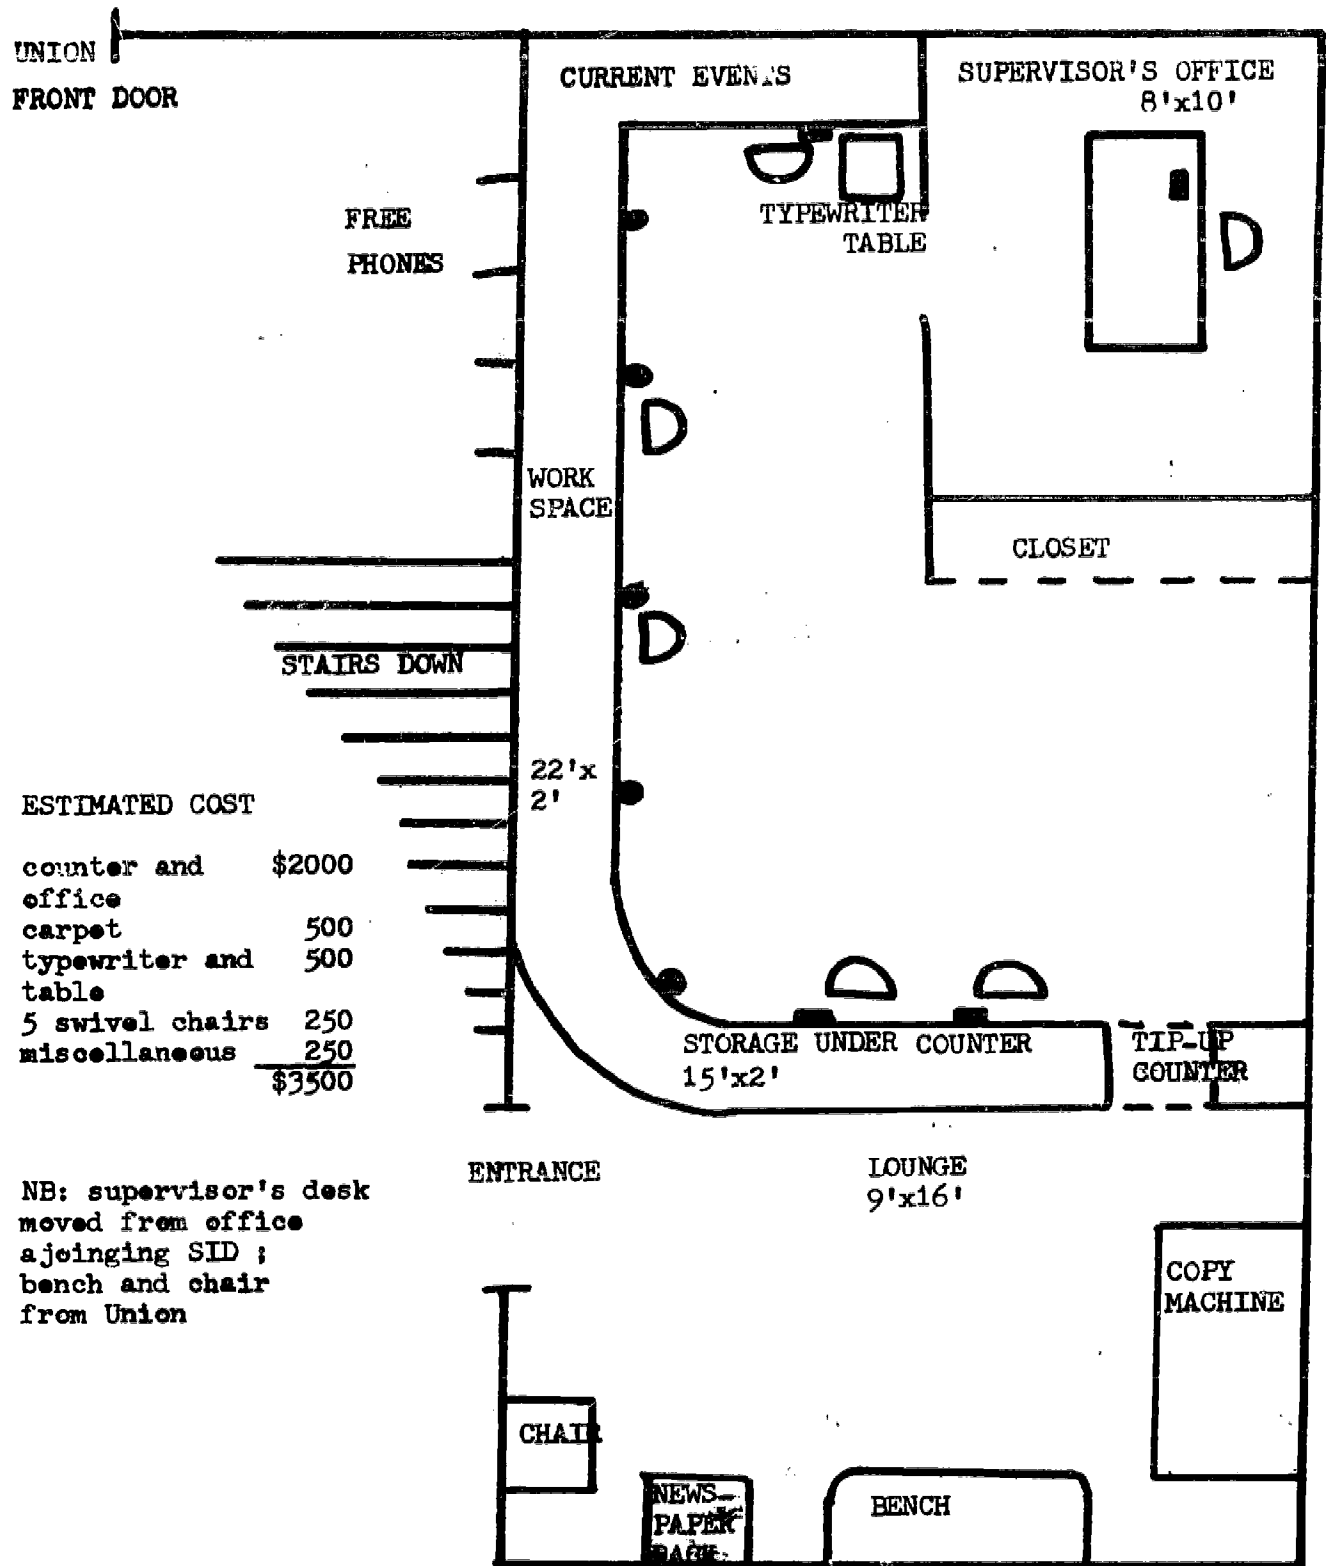 UNION
FRONT DOOR
CURRENT EVENTS
SUPERVISOR'S OFFICE
8'x10'
FREE
PHONES
TYPEWRITER
TABLE
WORK
SPACE
CLOSET
STAIRS DOWN
22'x
2'
ESTIMATED COST
counter and $2000
office
carpet 500
typewriter and 500
table
5 swivel chairs 250
miscellaneous 250
$3500
STORAGE UNDER COUNTER
15'x2'
TIP-UP
COUNTER
ENTRANCE
LOUNGE
9'x16'
NB: supervisor's desk
moved from office
ajoinging SID ;
bench and chair
from Union
COPY
MACHINE
CHAIR
NEWS-
PAPER
RACK
BENCH